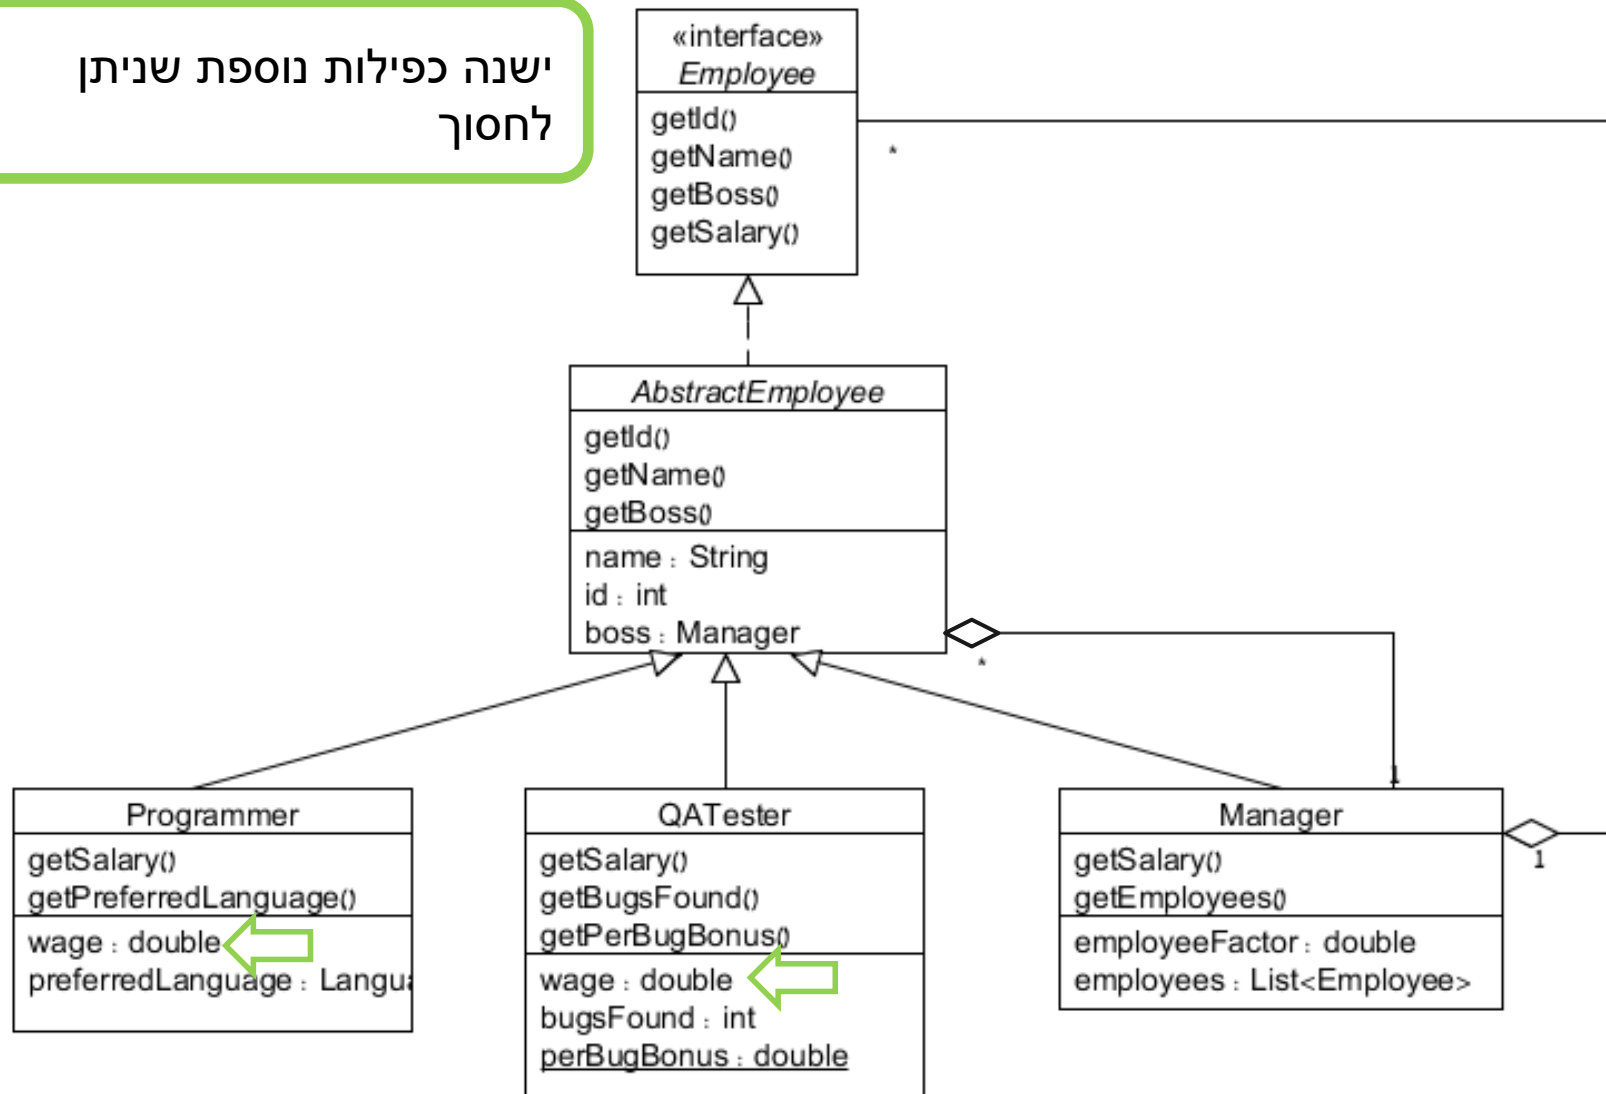 ישנה כפילות נוספת שניתן
לחסוך
«interface»
Employee
getId()
getName()
getBoss()
getSalary()
*
AbstractEmployee
getId()
getName()
getBoss()
name : String
id : int
boss : Manager
*
1
Programmer
getSalary()
getPreferredLanguage()
wage : double
preferredLanguage : Langua
QATester
getSalary()
getBugsFound()
getPerBugBonus()
wage : double
bugsFound : int
perBugBonus : double
Manager
getSalary()
getEmployees()
employeeFactor : double
employees : List<Employee>
1